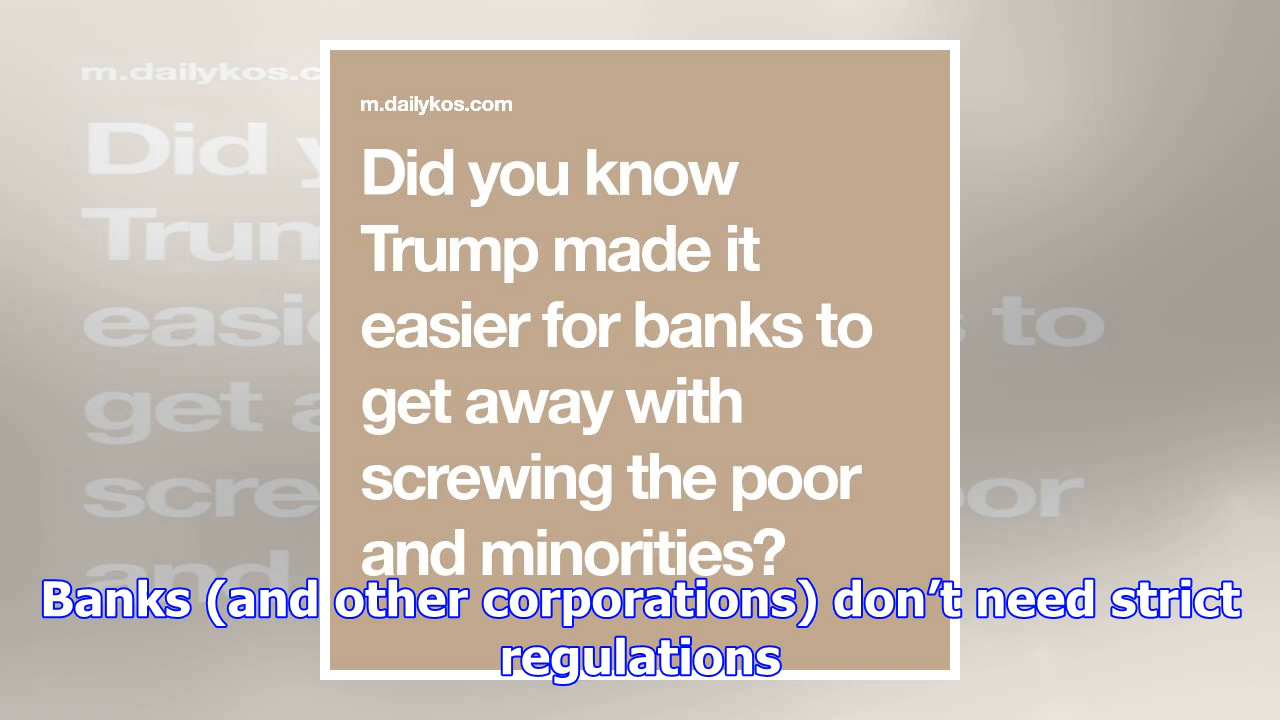 m.dailykos.com
Did you know
Trump made it
easier for banks to
get away with
screwing the poor
and minorities?
Banks (and other corporations) don’t need strict
regulations